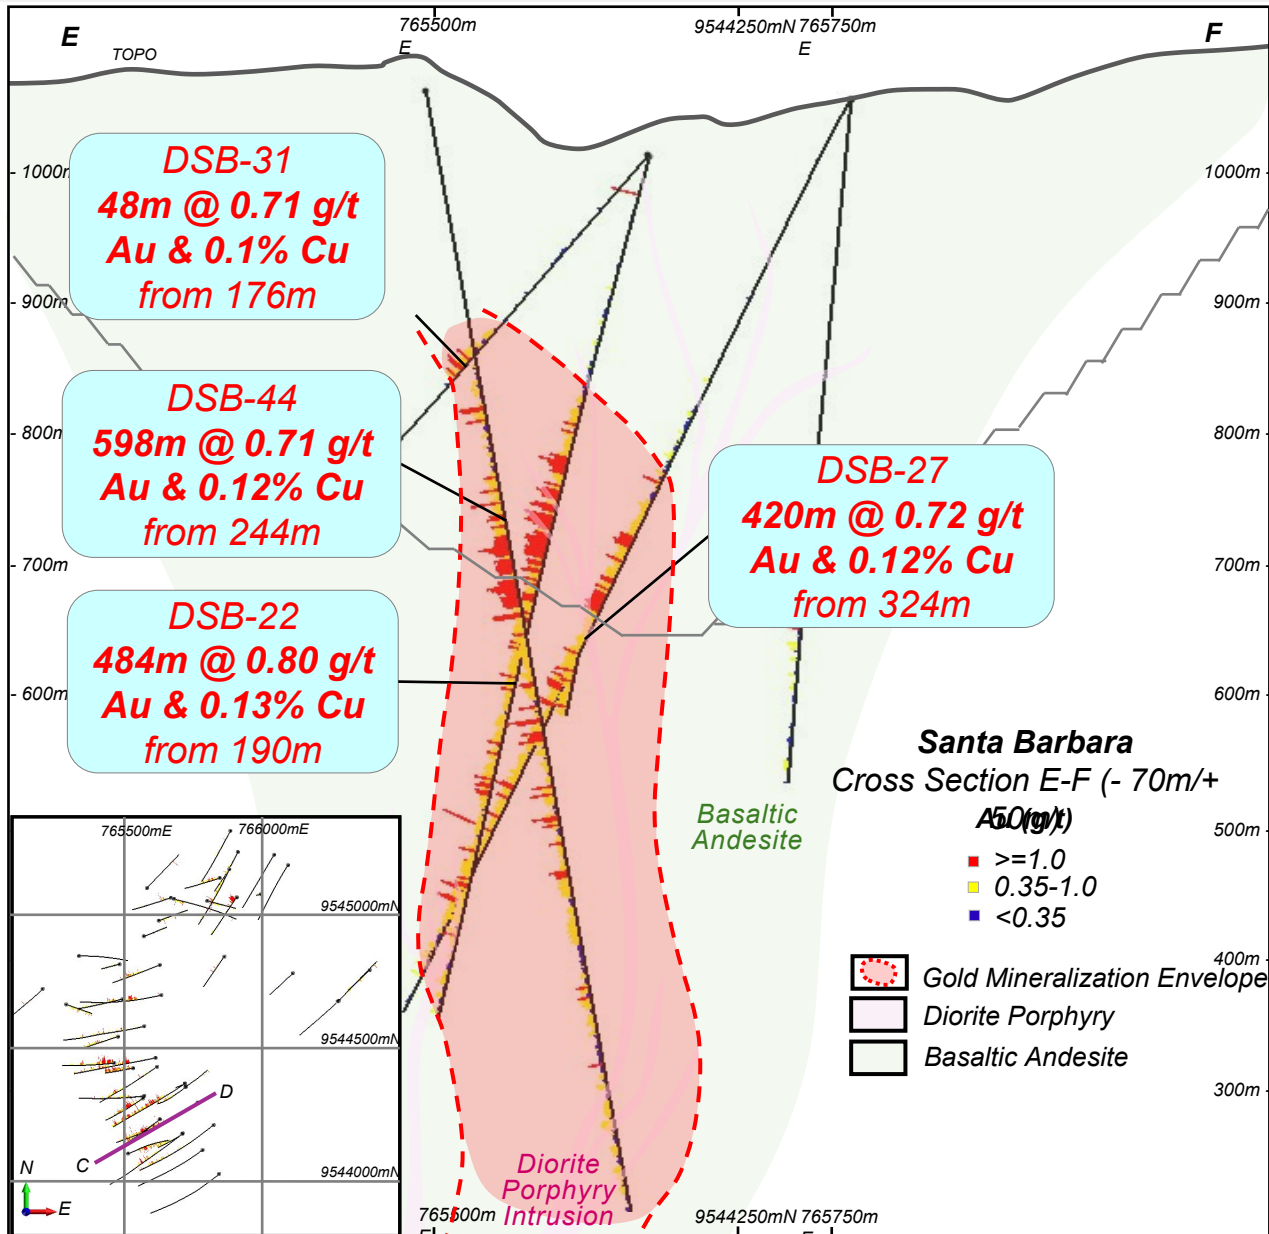 765500m
E
9544250mN 765750m
E
E
F
TOPO
1000m
1000m
DSB-31
48m @ 0.71 g/t
Au & 0.1% Cu
from 176m
900m
900m
DSB-44
598m @ 0.71 g/t
Au & 0.12% Cu
from 244m
800m
800m
DSB-27
420m @ 0.72 g/t
Au & 0.12% Cu
from 324m
700m
700m
DSB-22
484m @ 0.80 g/t
Au & 0.13% Cu
from 190m
600m
600m
Santa Barbara
Cross Section E-F (- 70m/+
50m)
Au (g/t)
>=1.0
0.35-1.0
<0.35
Basaltic
Andesite
500m
400m
Gold Mineralization Envelope
Diorite Porphyry
Basaltic Andesite
300m
765500mE
766000mE
9545000mN
9544500mN
9544000mN
D
C
N
E
Diorite
Porphyry
Intrusion
765500m
9544250mN 765750m